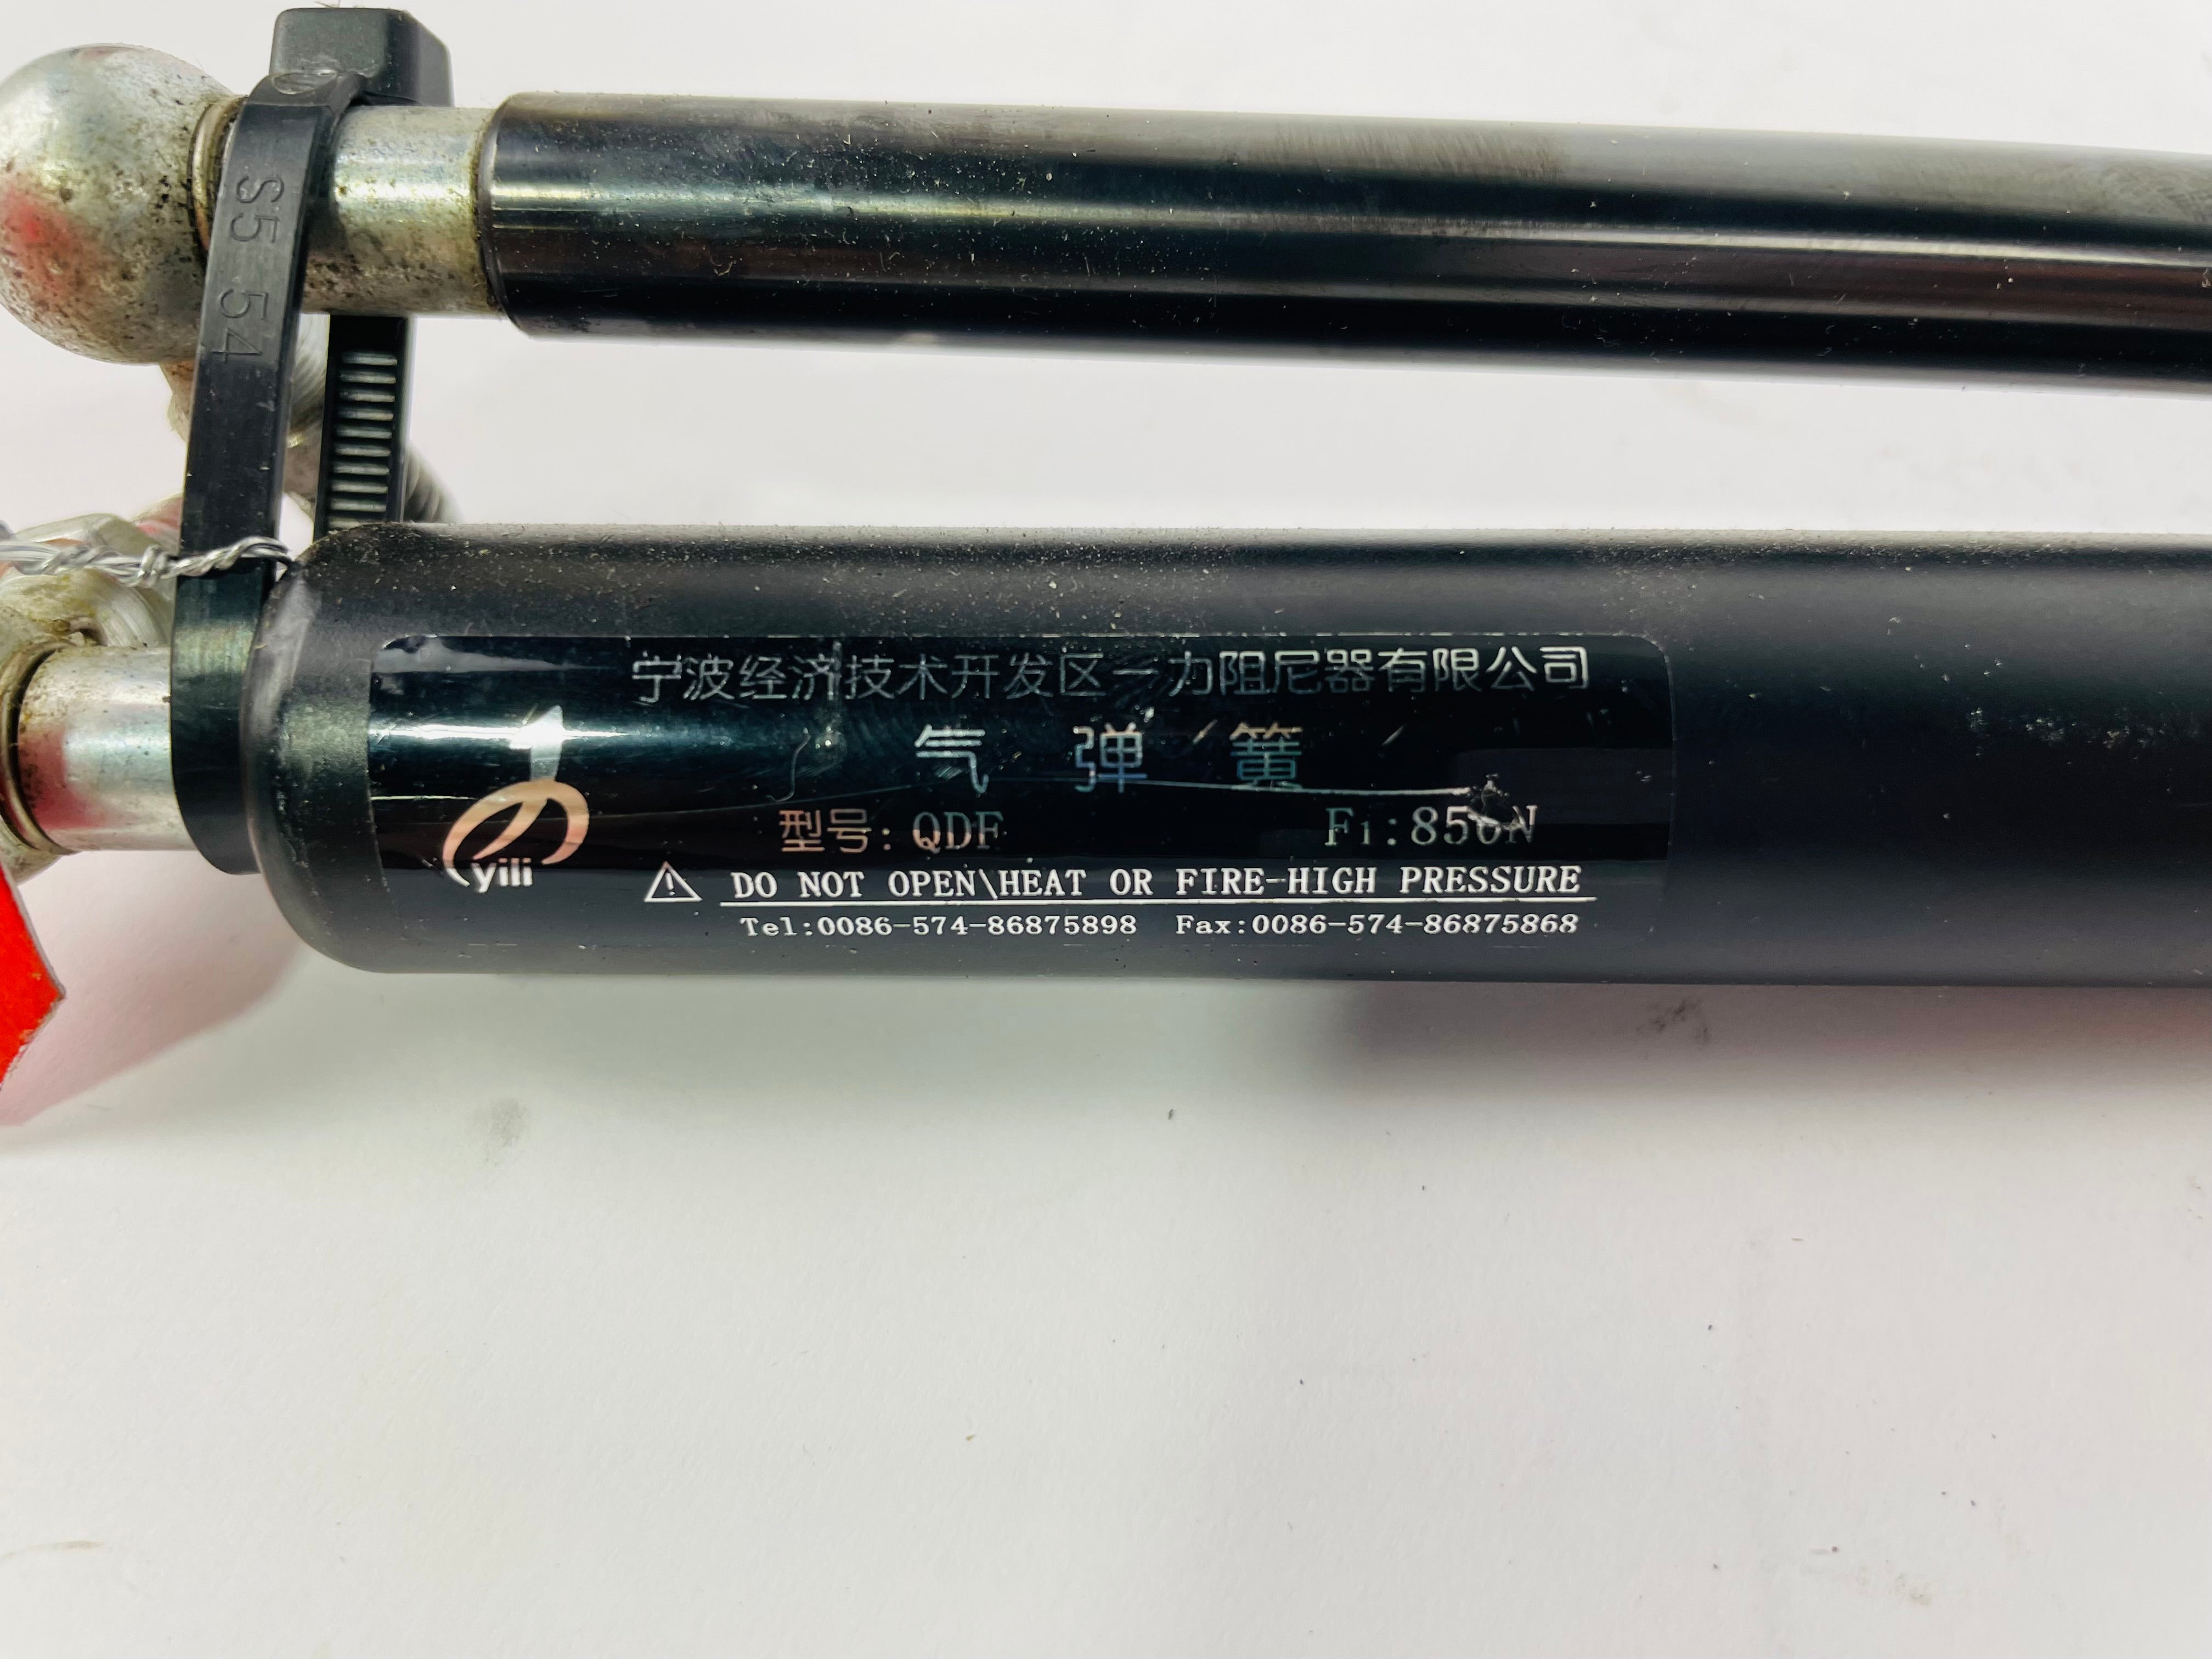 S5 54
宁波经济技术开发区一力阻尼器有限公司
气 弹 簧
型号: QDF Fi:850N
yili
DO NOT OPEN\HEAT OR FIRE-HIGH PRESSURE
Tel:0086-574-86875898 Fax:0086-574-86875868